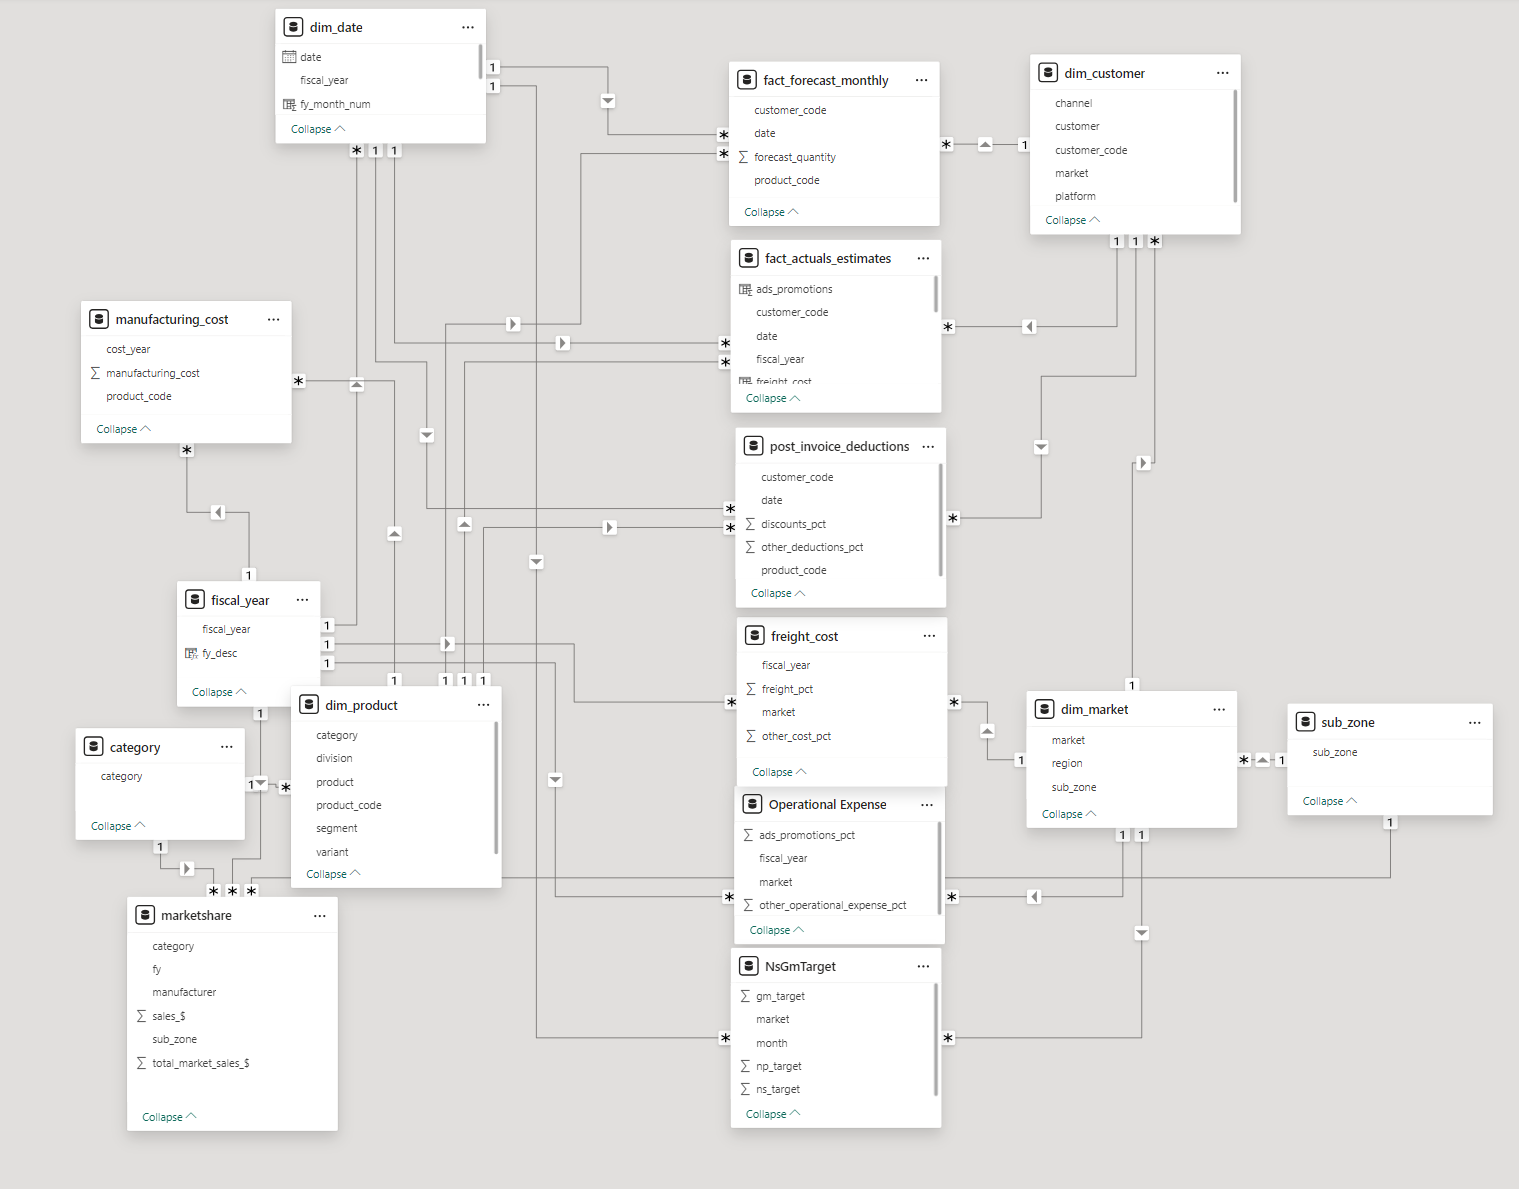 dim_date
date
fiscal_year
fy_month_num
Collapse
fact_forecast_monthly
customer_code
date
forecast_quantity
product_code
Collapse
dim_customer
channel
customer
customer_code
market
platform
Collapse
fact_actuals_estimates
ads_promotions
customer_code
date
fiscal_year
freight_cost
Collapse
manufacturing_cost
cost_year
manufacturing_cost
product_code
Collapse
post_invoice_deductions
customer_code
date
discounts_pct
other_deductions_pct
product_code
Collapse
fiscal_year
fiscal_year
fy_desc
Collapse
freight_cost
fiscal_year
freight_pct
market
other_cost_pct
Collapse
dim_product
category
division
product
product_code
segment
variant
Collapse
dim_market
market
region
sub_zone
Collapse
sub_zone
sub_zone
Collapse
category
category
Collapse
Operational Expense
ads_promotions_pct
fiscal_year
market
other_operational_expense_pct
Collapse
marketshare
category
fy
manufacturer
sales_$
sub_zone
total_market_sales_$
Collapse
NsGmTarget
gm_target
market
month
np_target
ns_target
Collapse